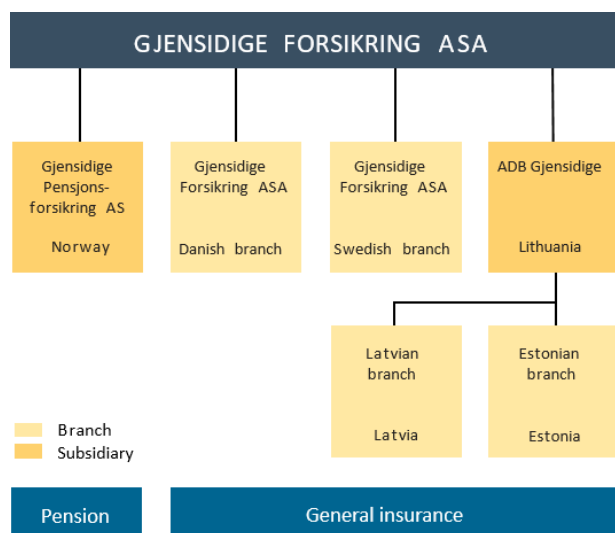 GJENSIDIGE FORSIKRING ASA
Gjensidige
Pensjons-
forsikring AS
Norway
Gjensidige
Forsikring ASA
Danish branch
Gjensidige
Forsikring ASA
Swedish branch
ADB Gjensidige
Lithuania
Latvian
branch
Latvia
Estonian
branch
Estonia
Branch
Subsidiary
Pension
General insurance